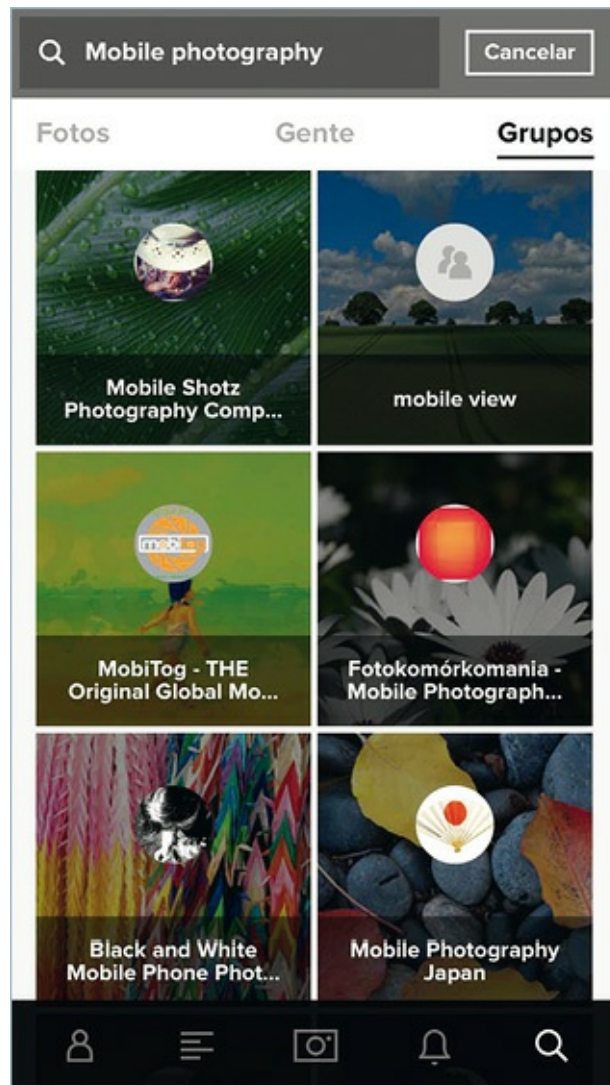 Mobile photography
Cancelar
Fotos
Gente
Grupos
Mobile Shotz
Photography Comp...
mobile view
MobiTog - THE
Original Global Mo...
Fotokomórkomania -
Mobile Photograph...
Black and White
Mobile Phone Phot...
Mobile Photography
Japan